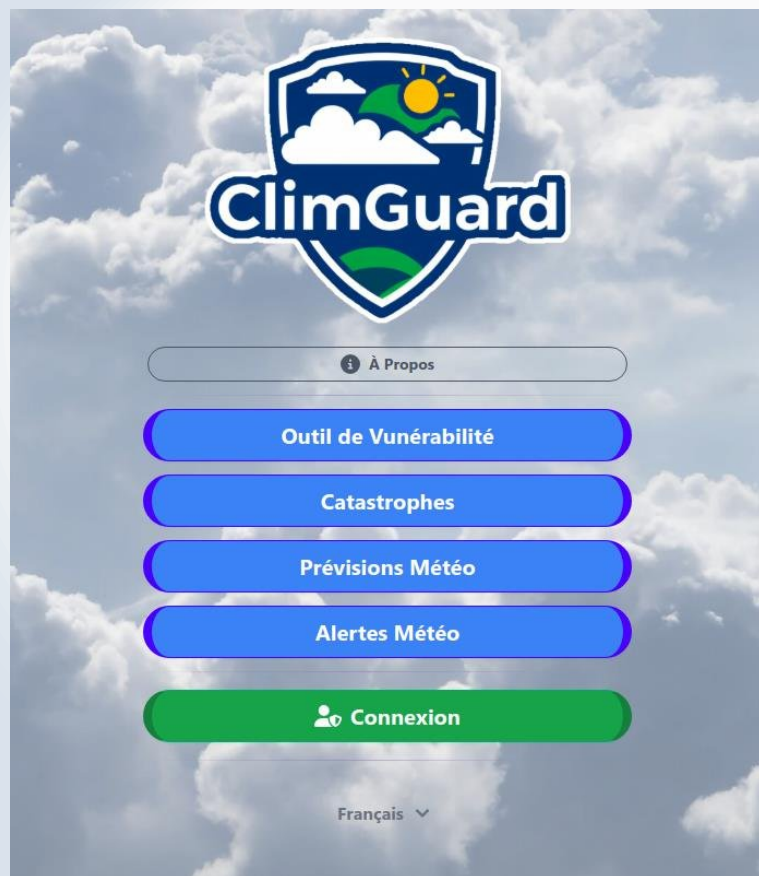 ClimGuard
À Propos
Outil de Vunérabilité
Catastrophes
Prévisions Météo
Alertes Météo
Connexion
Français